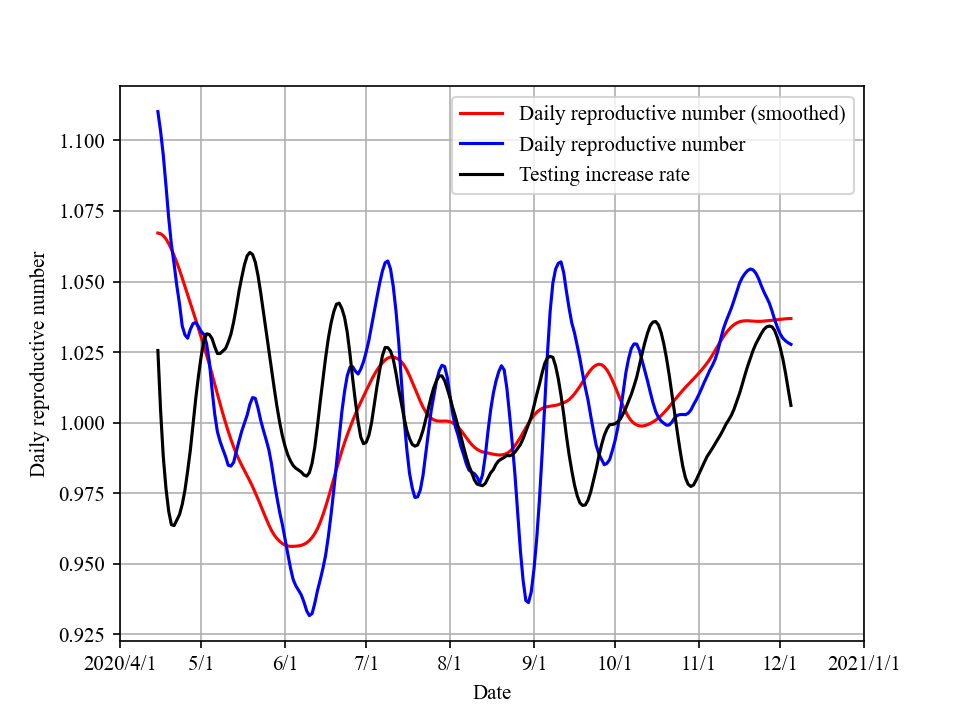 Daily reproductive number (smoothed)
Daily reproductive number
Testing increase rate
Daily reproductive number
1.100
1.075
1.050
1.025
1.000
0.975
0.950
0.925
2020/4/1 5/1 6/1 7/1 8/1 9/1 10/1 11/1 12/1 2021/1/1
Date